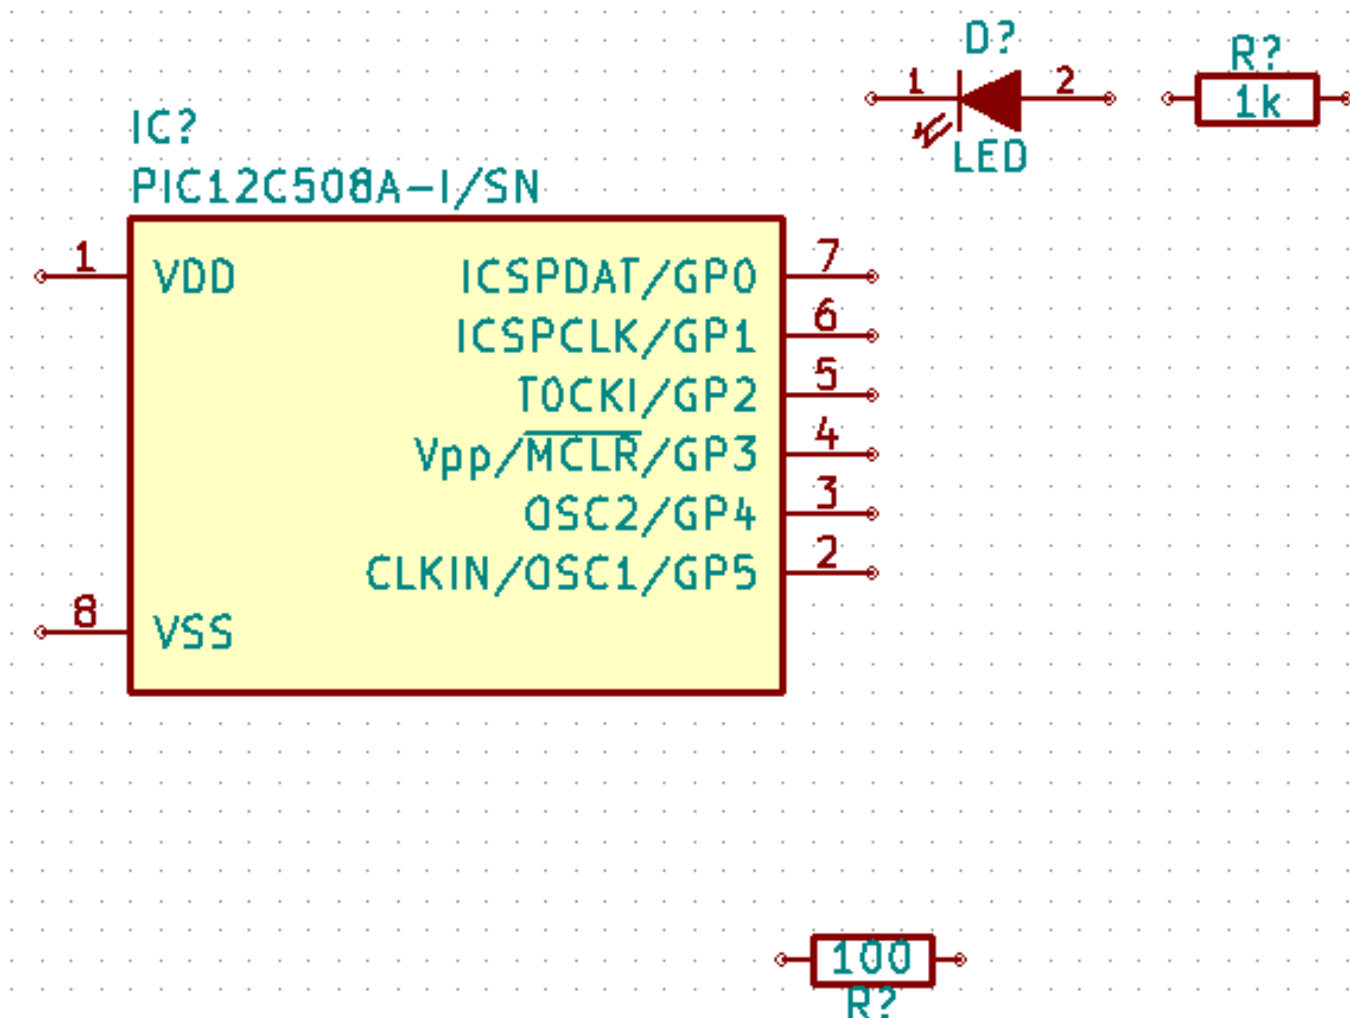 D?
1 2
LED
R?
1k
IC?
PIC12C508A-I/SN
1 VDD
ICSPDAT/GP0 7
ICSPCLK/GP1 6
T0CKI/GP2 5
Vpp/MCLR/GP3 4
OSC2/GP4 3
CLKIN/OSC1/GP5 2
8 VSS
100
R?